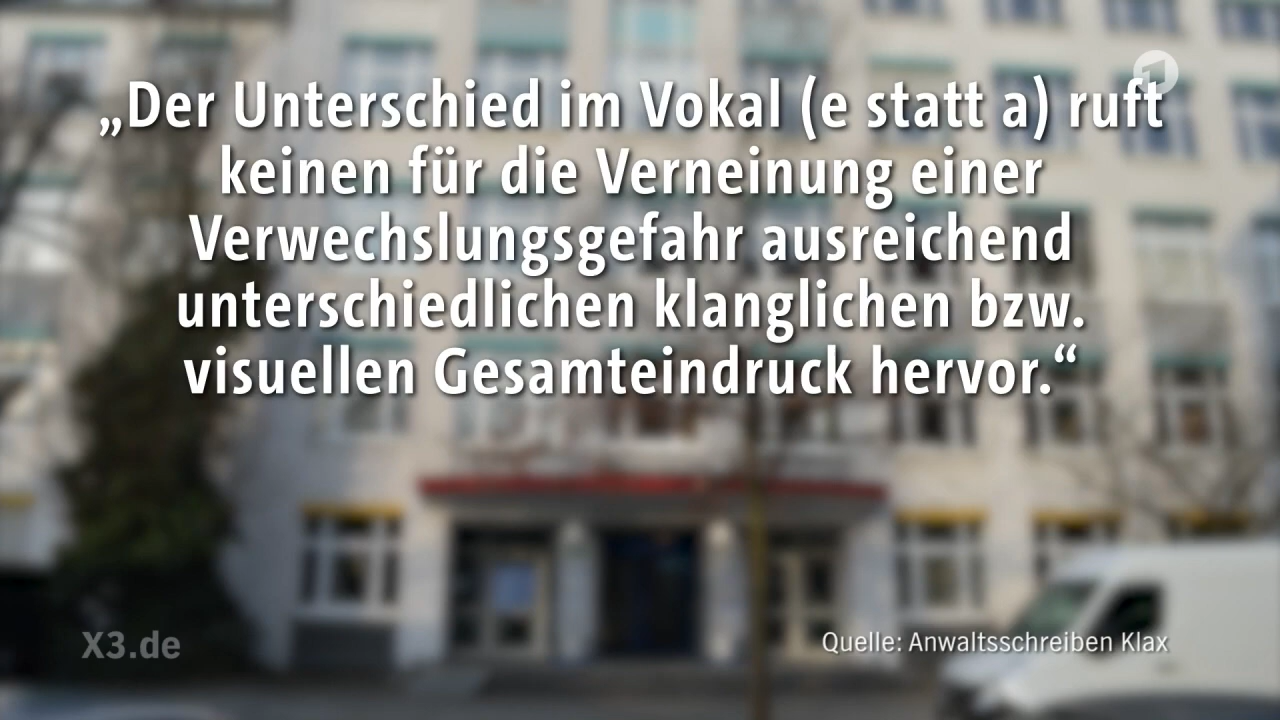 „Der Unterschied im Vokal (e statt a) ruft
keinen für die Verneinung einer
Verwechslungsgefahr ausreichend
unterschiedlichen klanglichen bzw.
visuellen Gesamteindruck hervor.“
X3.de
Quelle: Anwaltsschreiben Klax
1